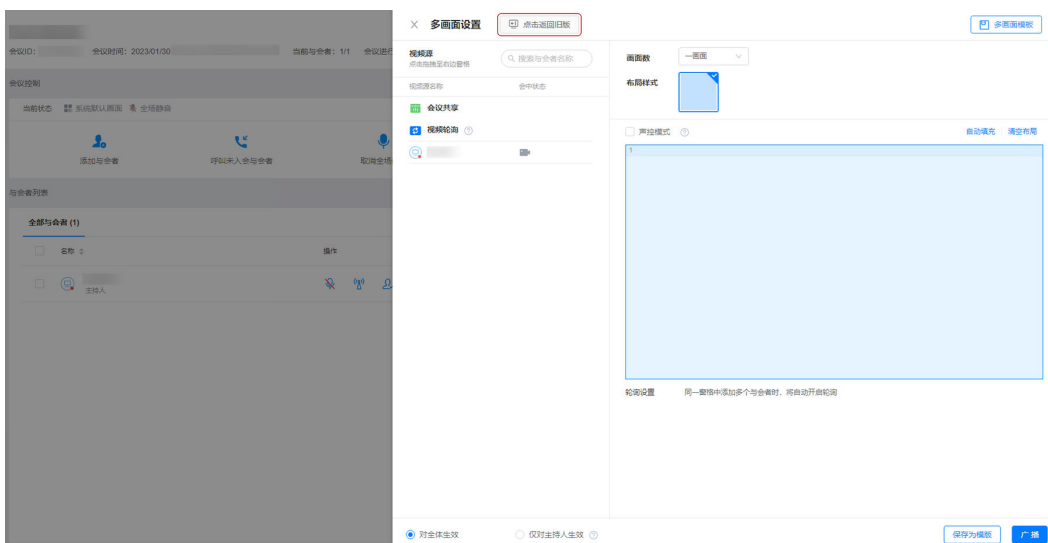 多画面设置
点击返回旧版
多画面模板
会议ID:
会议时间：2023/01/30
当前与会者：1/1
会议进行
视频源
点击拖拽至右边窗格
搜索与会者名称
画面数
一画面
视频源名称
会中状态
布局样式
会议控制
会议共享
当前状态
系统默认画面
全场静音
视频轮询
声控模式
自动填充
清空布局
1
添加与会者
呼叫未入会与会者
取消全场
与会者列表
全部与会者 (1)
名称
操作
主持人
轮询设置
同一窗格中添加多个与会者时，将自动开启轮询
对全体生效
仅对主持人生效
保存为模板
广播